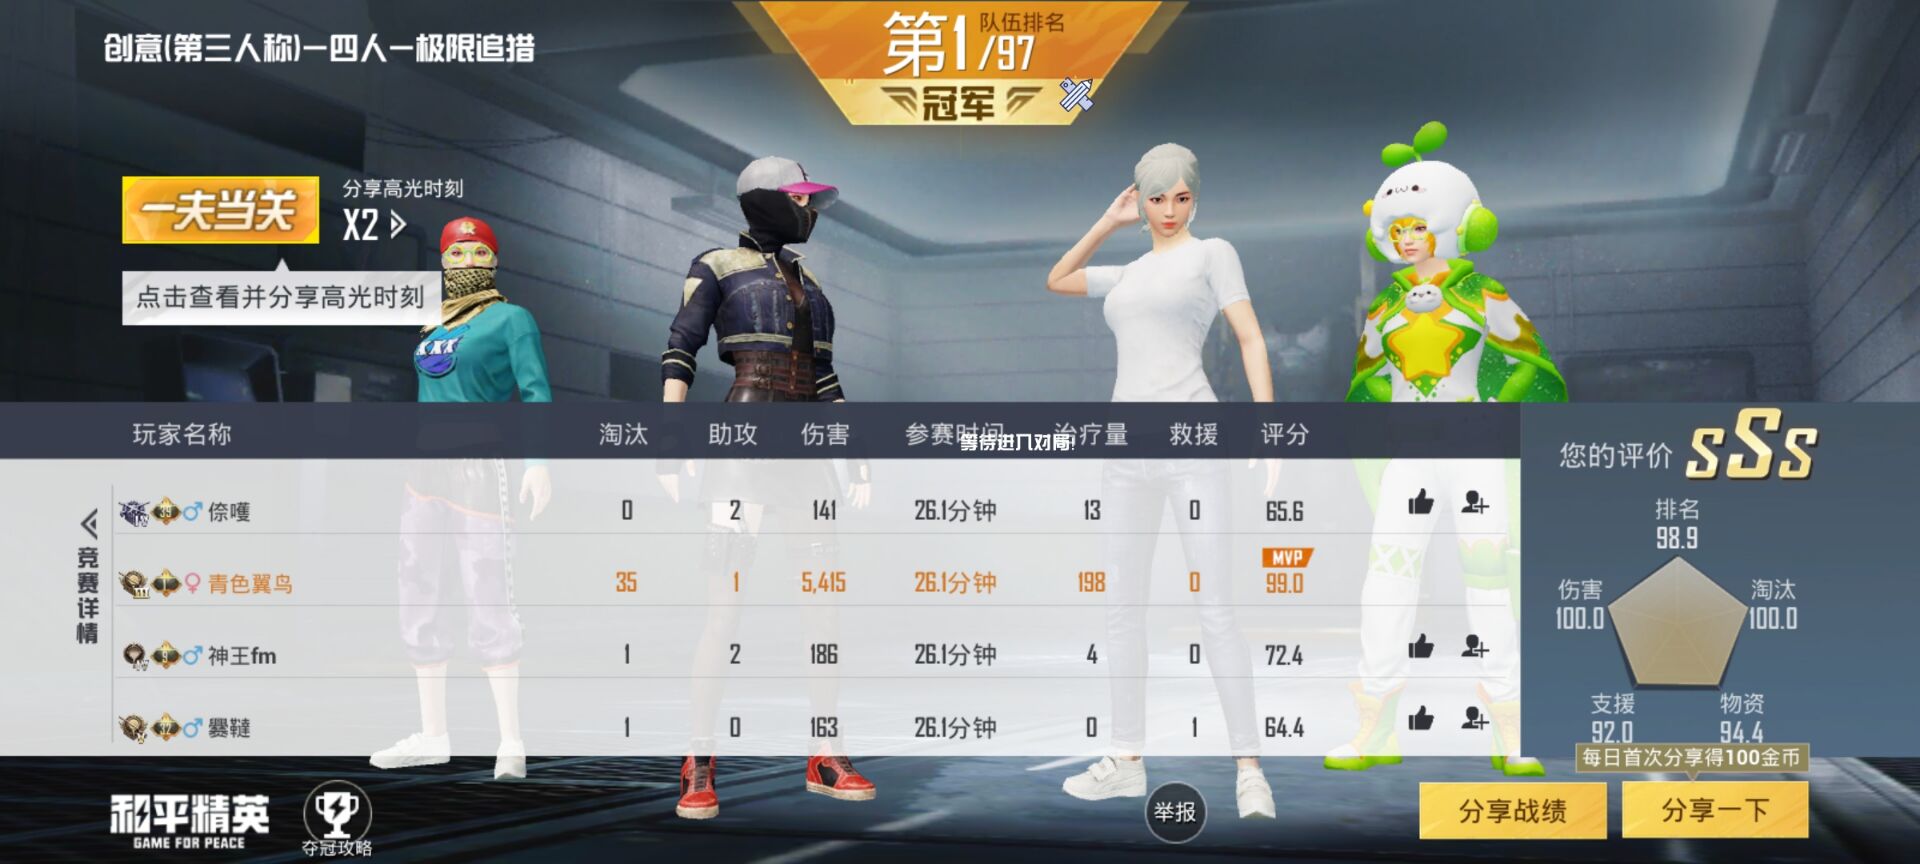 创意(第三人称)-四人-极限追猎
第1/97
队伍排名
冠军
一夫当关
分享高光时刻
X2
点击查看并分享高光时刻
玩家名称 淘汰 助攻 伤害 参赛时间 治疗量 救援 评分
等待进入对局!
倷嚄 0 2 141 26.1分钟 13 0 65.6
MVP
青色翼鸟 35 1 5,415 26.1分钟 198 0 99.0
神王fm 1 2 186 26.1分钟 4 0 72.4
爨韃 1 0 163 26.1分钟 0 1 64.4
竞赛详情
您的评价 SSS
排名
98.9
伤害
100.0
淘汰
100.0
支援
92.0
物资
94.4
每日首次分享得100金币
和平精英
GAME FOR PEACE
夺冠攻略
举报
分享战绩
分享一下